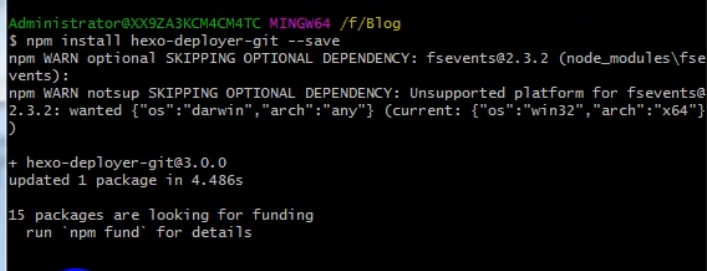 Administrator@XX9ZA3KCM4CM4TC MINGW64 /f/Blog
$ npm install hexo-deployer-git --save
npm WARN optional SKIPPING OPTIONAL DEPENDENCY: fsevents@2.3.2 (node_modules\fse
vents):
npm WARN notsup SKIPPING OPTIONAL DEPENDENCY: Unsupported platform for fsevents@
2.3.2: wanted {"os":"darwin","arch":"any"} (current: {"os":"win32","arch":"x64"}
)
+ hexo-deployer-git@3.0.0
updated 1 package in 4.486s
15 packages are looking for funding
run `npm fund` for details